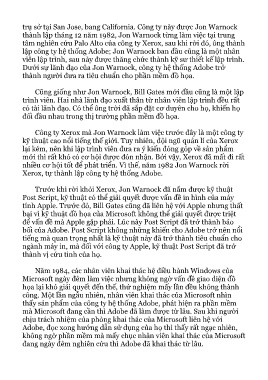 trụ sở tại San Jose, bang California. Công ty này được Jon Warnock
thành lập tháng 12 năm 1982, Jon Warnock từng làm việc tại trung
tâm nghiên cứu Palo Alto của công ty Xerox, sau khi rời đó, ông thành
lập công ty hệ thống Adobe; Jon Warnock ban đầu cũng là một nhân
viên lập trình, sau này được thăng chức thành kỹ sư thiết kế lập trình.
Dưới sự lãnh đạo của Jon Warnock, công ty hệ thống Adobe trở
thành người đưa ra tiêu chuẩn cho phần mềm đồ họa.
Cũng giống như Jon Warnock, Bill Gates mới đầu cũng là một lập
trình viên. Hai nhà lãnh đạo xuất thân từ nhân viên lập trình đều rất
có tài lãnh đạo. Có thể ông trời đã sắp đặt cơ duyên cho họ, khiến họ
đối đầu nhau trong thị trường phần mềm đồ họa.
Công ty Xerox mà Jon Warnock làm việc trước đây là một công ty
kỹ thuật cao nổi tiếng thế giới. Tuy nhiên, đội ngũ quản lí của Xerox
lại kém, nên khi lập trình viên đưa ra ý kiến đóng góp về sản phẩm
mới thì rất khó có cơ hội được đón nhận. Bởi vậy, Xerox đã mất đi rất
nhiều cơ hội tốt để phát triển. Vì thế, năm 1982 Jon Warnock rời
Xerox, tự thành lập công ty hệ thống Adobe.
Trước khi rời khỏi Xerox, Jon Warnock đã nắm được kỹ thuật
Post Script, kỹ thuật có thể giải quyết được vấn đề in hình của máy
tính Apple. Trước đó, Bill Gates cũng đã liên hệ với Apple nhưng thất
bại vì kỹ thuật đồ họa của Microsoft không thể giải quyết được triệt
để vấn đề mà Apple gặp phải. Lúc này Post Script đã trở thành báo
bối của Adobe. Post Script không những khiến cho Adobe trở nên nổi
tiếng mà quan trọng nhất là kỹ thuật này đã trở thành tiêu chuẩn cho
ngành máy in, mà đối với công ty Apple, kỹ thuật Post Script đã trở
thành vị cứu tinh của họ.
Năm 1984, các nhân viên khai thác hệ điều hành Windows của
Microsoft ngày đêm làm việc nhưng không ngờ vấn đề giao diện đồ
họa lại khó giải quyết đến thế, thử nghiệm mấy lần đều không thành
công. Một lần ngẫu nhiên, nhân viên khai thác của Microsoft nhìn
thấy sản phẩm của công ty hệ thống Adobe, phát hiện ra phần mềm
mà Microsoft đang cần thì Adobe đã làm được từ lâu. Sau khi người
chịu trách nhiệm của phòng khai thác của Microsoft liên hệ với
Adobe, đọc xong hướng dẫn sử dụng của họ thì thấy rất ngạc nhiên,
không ngờ phần mềm mà mấy chục nhân viên khai thác của Microsoft
đang ngày đêm nghiên cứu thì Adobe đã khai thác từ lâu.